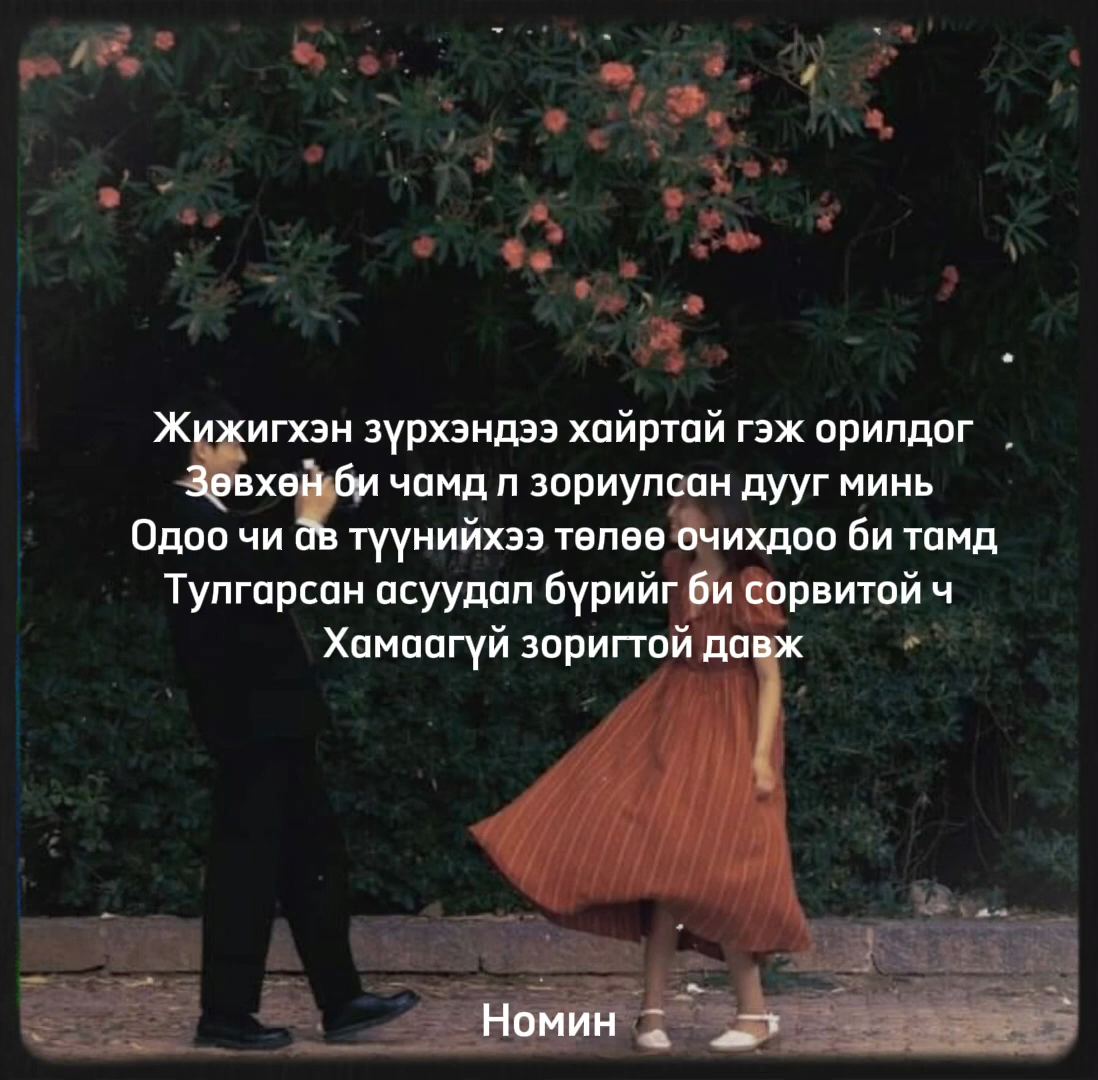 Жижигхэн зүрхэндээ хайртай гэж орилдог
Зөвхөн би чамд л зориулсан дууг минь
Одоо чи ав түүнийхээ төлөө очихдоо би тамд
Тулгарсан асуудал бүрийг би сорвитой ч
Хамаагүй зоригтой давж
Номин